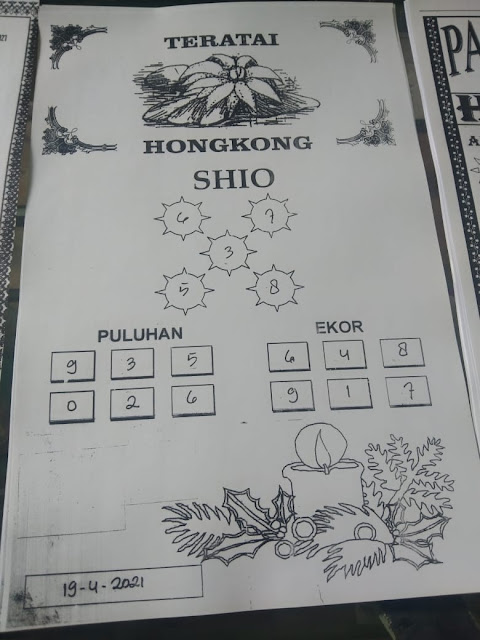 TERATAI
HONGKONG
SHIO
6 7
3
5 8
PULUHAN EKOR
9 3 5 6 4 8
0 2 6 9 1 7
19-4-2021
PA
H
A